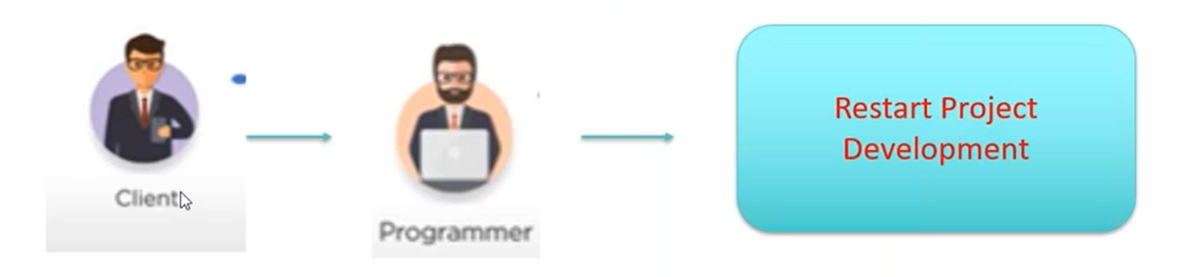 Client
Programmer
Restart Project
Development